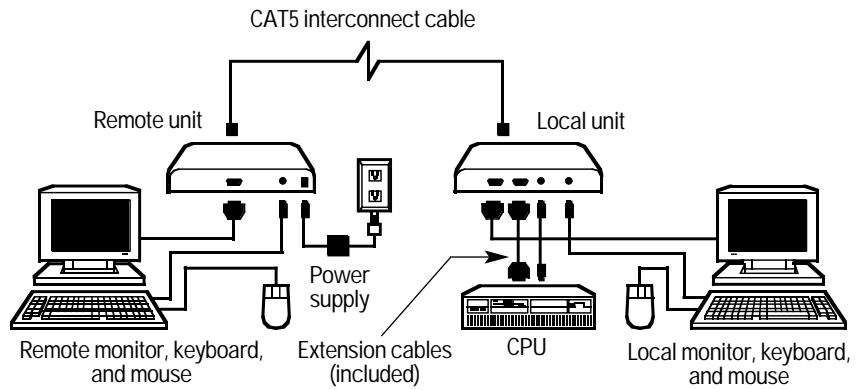 CAT5 interconnect cable
Remote unit
Local unit
Power
supply
Remote monitor, keyboard,
and mouse
Extension cables
(included)
CPU
Local monitor, keyboard,
and mouse